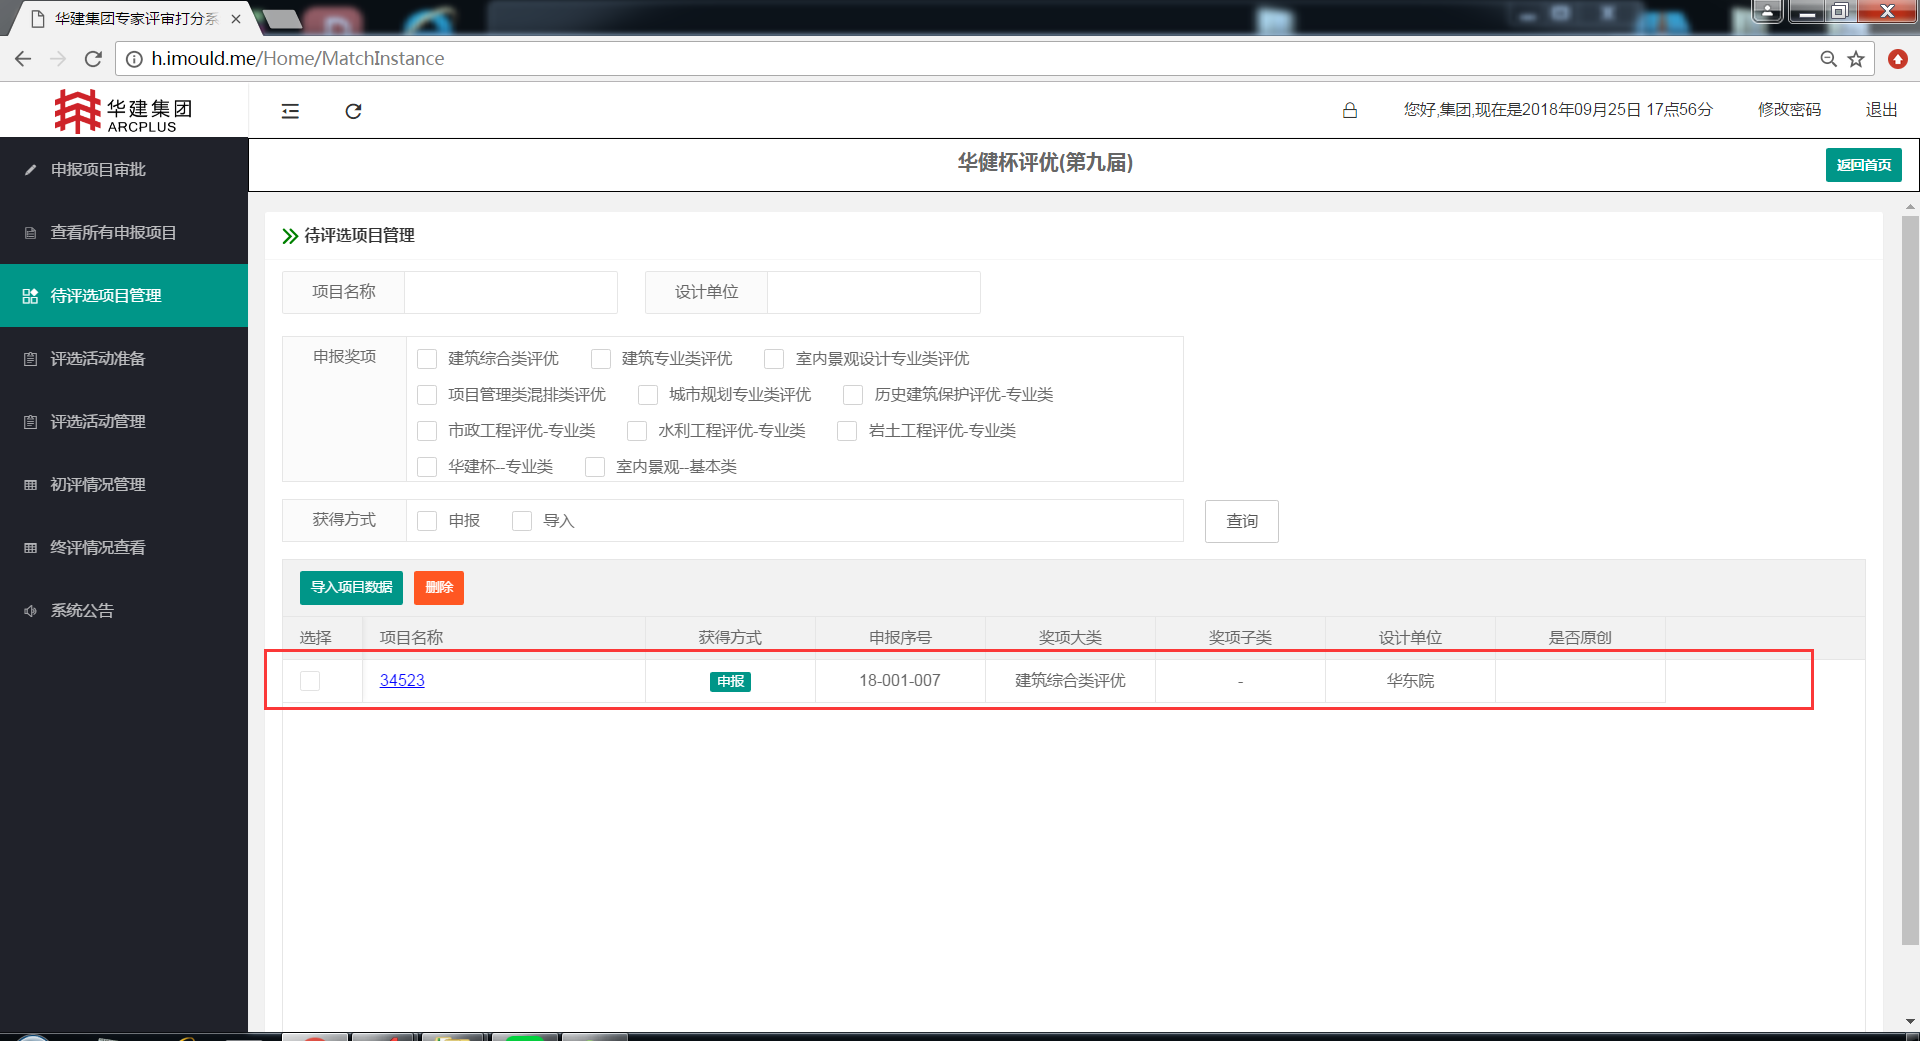 华建集团专家评审打分系
h.imould.me/Home/MatchInstance
华建集团
ARCPLUS
您好,集团,现在是2018年09月25日 17点56分 修改密码 退出
华健杯评优(第九届)
返回首页
申报项目审批
查看所有申报项目
待评选项目管理
评选活动准备
评选活动管理
初评情况管理
终评情况查看
系统公告
待评选项目管理
项目名称 设计单位
申报奖项 建筑综合类评优 建筑专业类评优 室内景观设计专业类评优
项目管理类混排类评优 城市规划专业类评优 历史建筑保护评优-专业类
市政工程评优-专业类 水利工程评优-专业类 岩土工程评优-专业类
华建杯--专业类 室内景观--基本类
获得方式 申报 导入 查询
导入项目数据 删除
选择 项目名称 获得方式 申报序号 奖项大类 奖项子类 设计单位 是否原创
34523 申报 18-001-007 建筑综合类评优 - 华东院